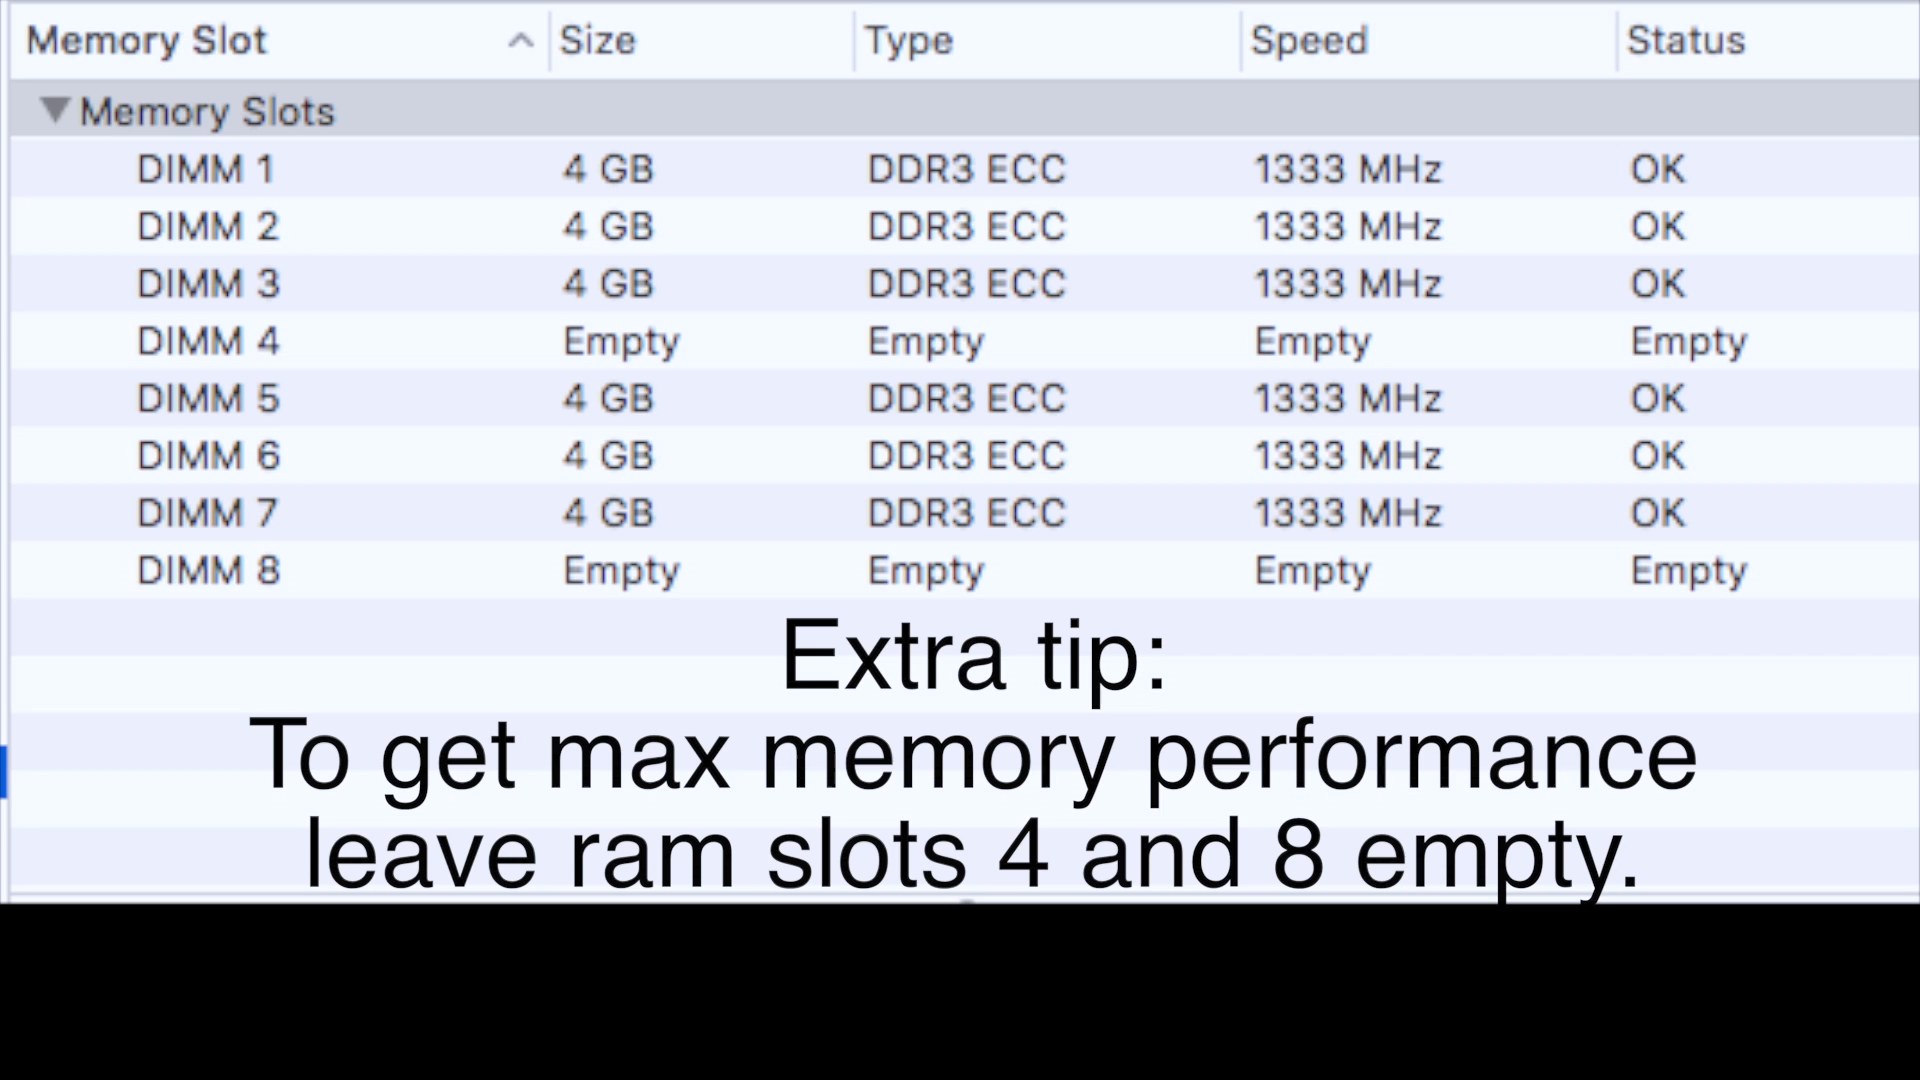 Memory Slot Size Type Speed Status
Memory Slots
DIMM 1 4 GB DDR3 ECC 1333 MHz OK
DIMM 2 4 GB DDR3 ECC 1333 MHz OK
DIMM 3 4 GB DDR3 ECC 1333 MHz OK
DIMM 4 Empty Empty Empty Empty
DIMM 5 4 GB DDR3 ECC 1333 MHz OK
DIMM 6 4 GB DDR3 ECC 1333 MHz OK
DIMM 7 4 GB DDR3 ECC 1333 MHz OK
DIMM 8 Empty Empty Empty Empty
Extra tip:
To get max memory performance
leave ram slots 4 and 8 empty.